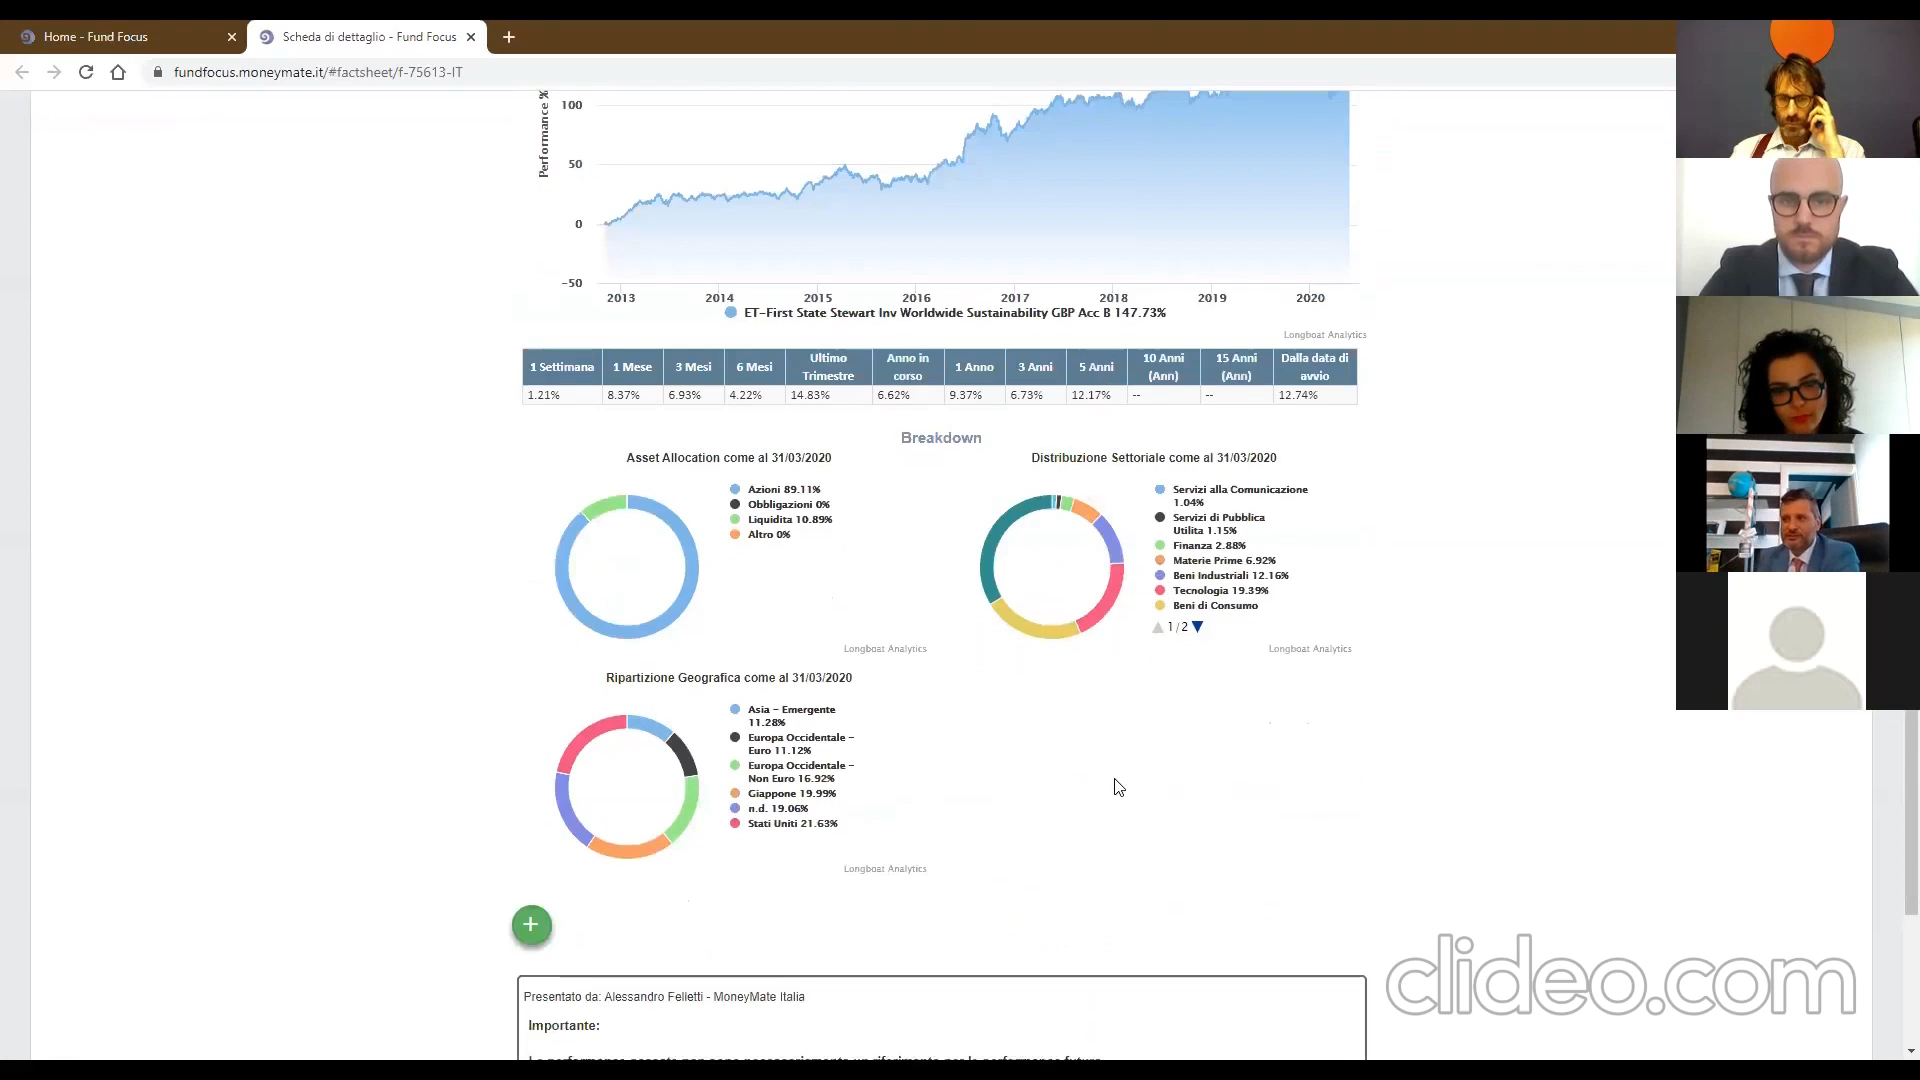 Home - Fund Focus
Scheda di dettaglio - Fund Focus
fundfocus.moneymate.it/#factsheet/f-75613-IT
Performance %
100
50
0
-50
2013 2014 2015 2016 2017 2018 2019 2020
ET-First State Stewart Inv Worldwide Sustainability GBP Acc B 147.73%
Longboat Analytics
1 Settimana 1 Mese 3 Mesi 6 Mesi Ultimo Trimestre Anno in corso 1 Anno 3 Anni 5 Anni 10 Anni (Ann) 15 Anni (Ann) Dalla data di avvio
1.21% 8.37% 6.93% 4.22% 14.83% 6.62% 9.37% 6.73% 12.17% -- -- 12.74%
Breakdown
Asset Allocation come al 31/03/2020
Azioni 89.11%
Obbligazioni 0%
Liquidita 10.89%
Altro 0%
Longboat Analytics
Distribuzione Settoriale come al 31/03/2020
Servizi alla Comunicazione
1.04%
Servizi di Pubblica
Utilita 1.15%
Finanza 2.88%
Materie Prime 6.92%
Beni Industriali 12.16%
Tecnologia 19.39%
Beni di Consumo
1/2
Longboat Analytics
Ripartizione Geografica come al 31/03/2020
Asia - Emergente
11.28%
Europa Occidentale -
Euro 11.12%
Europa Occidentale -
Non Euro 16.92%
Giappone 19.99%
n.d. 19.06%
Stati Uniti 21.63%
Longboat Analytics
Presentato da: Alessandro Felletti - MoneyMate Italia
Importante:
clideo.com